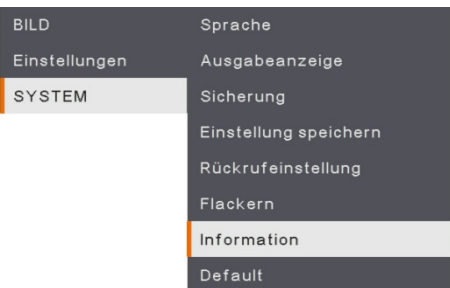 BILD
Einstellungen
SYSTEM
Sprache
Ausgabeanzeige
Sicherung
Einstellung speichern
Rückrufeinstellung
Flackern
Information
Default